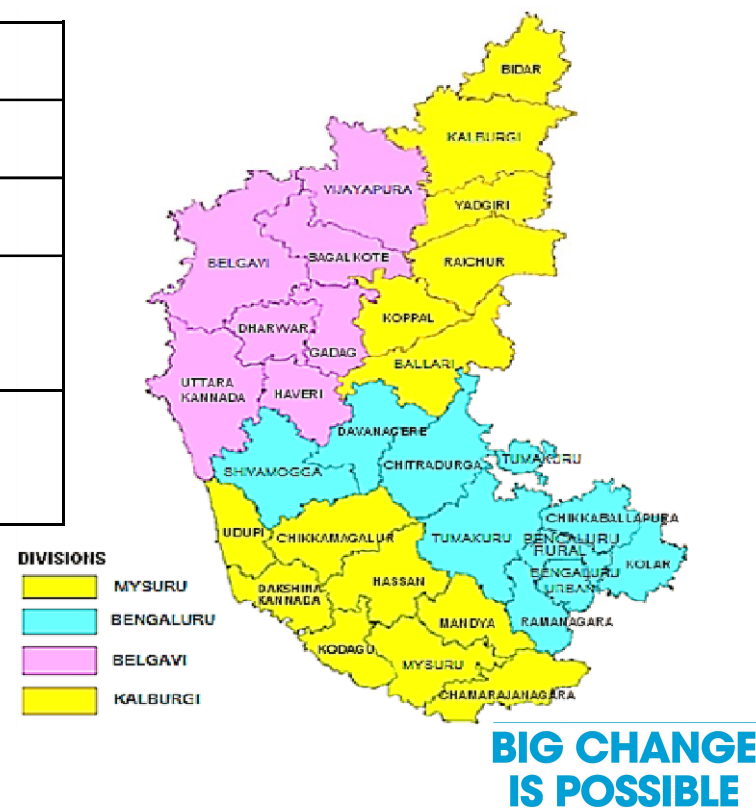 BIDAR
KALBURGI
VIJAYAPURA
YADGIRI
BAGALKOTE
BELGAVI
RAICHUR
KOPPAL
DHARWAR
GADAG
BALLARI
UTTARA
KANNADA
HAVERI
DAVANAGERE
SHIVAMOGGA
CHITRADURGA
TUMAKURU
CHIKKABALLAPURA
UDUPI
CHIKKAMAGALUR
TUMAKURU
BENGALURU
RURAL
KOLAR
BENGALURU
URBAN
HASSAN
DAKSHINA
KANNADA
MANDYA
RAMANAGARA
KODAGU
MYSURU
CHAMARAJANAGARA
DIVISIONS
MYSURU
BENGALURU
BELGAVI
KALBURGI
BIG CHANGE
IS POSSIBLE